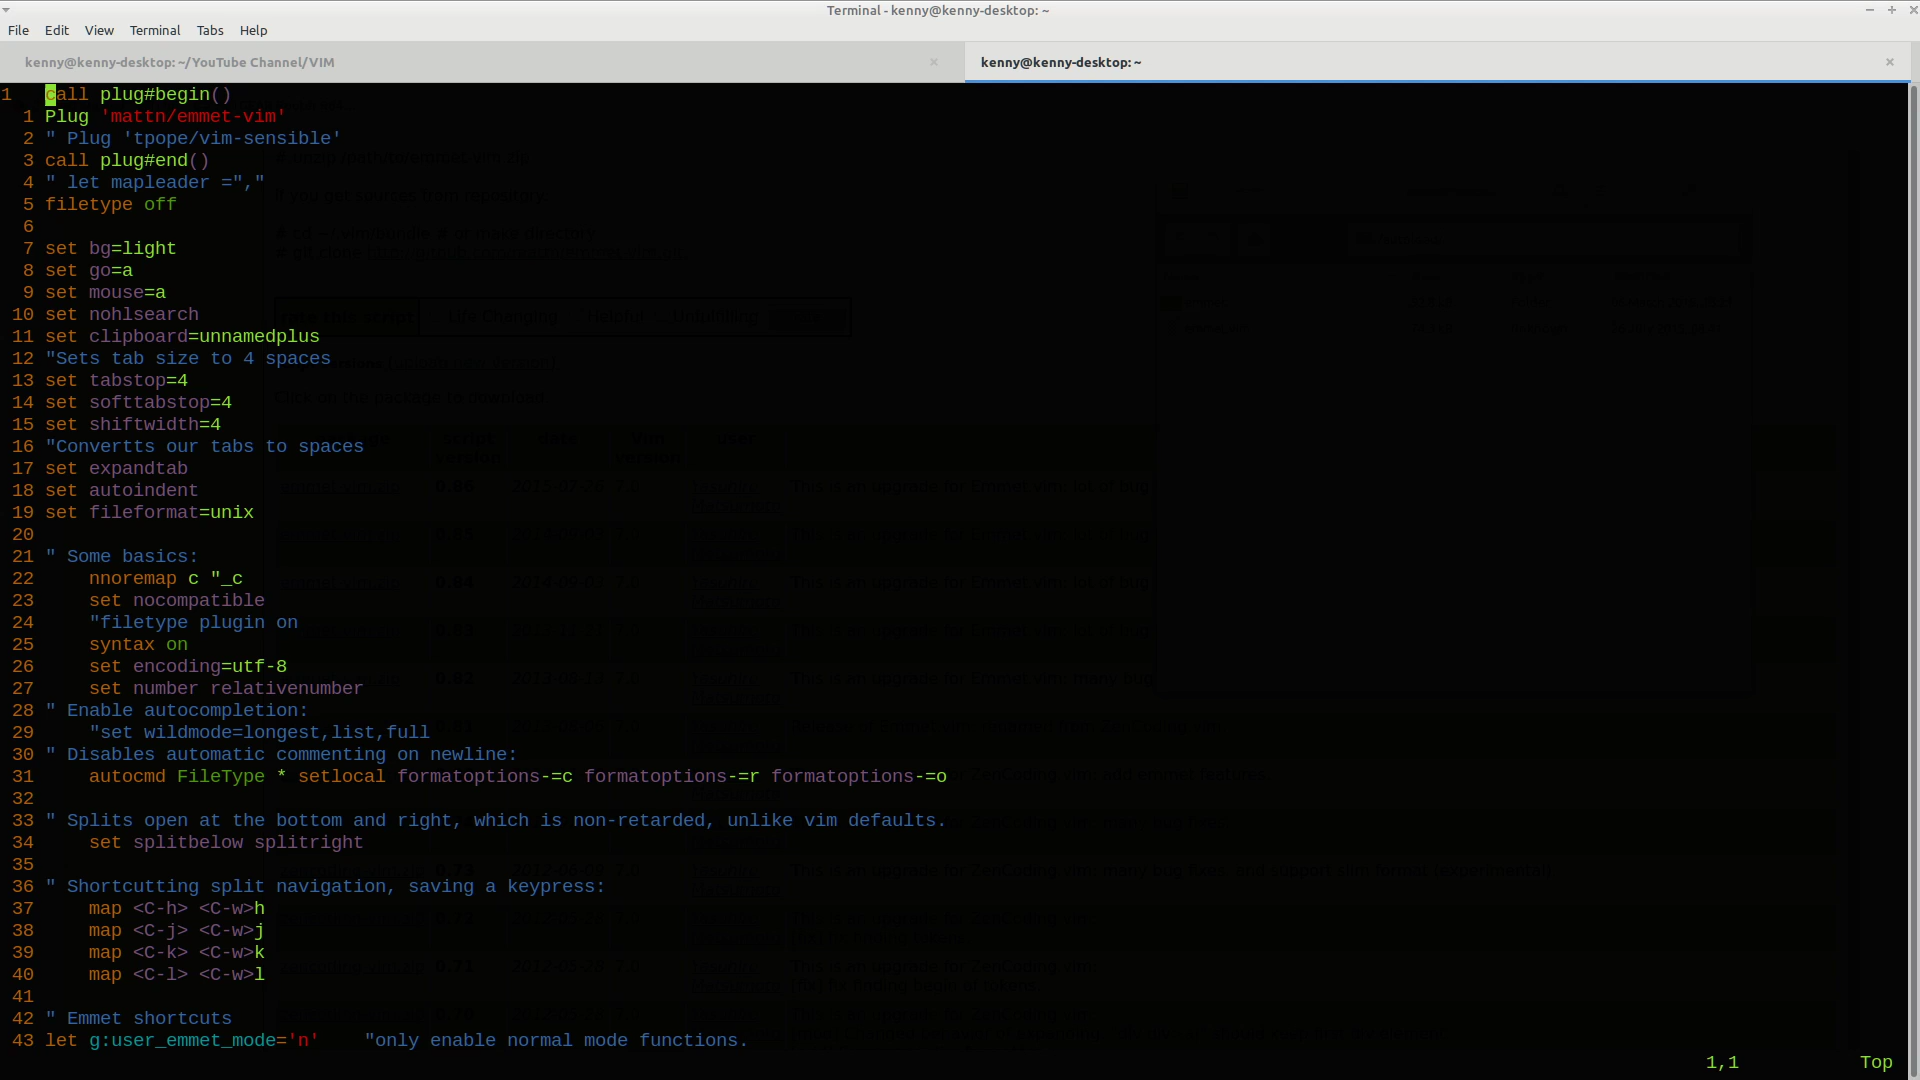 Terminal - kenny@kenny-desktop: ~
File Edit View Terminal Tabs Help
kenny@kenny-desktop: ~/YouTube Channel/VIM
kenny@kenny-desktop: ~
1 call plug#begin()
1 Plug 'mattn/emmet-vim'
2 " Plug 'tpope/vim-sensible'
3 call plug#end()
4 " let mapleader =","
5 filetype off
6
7 set bg=light
8 set go=a
9 set mouse=a
10 set nohlsearch
11 set clipboard=unnamedplus
12 "Sets tab size to 4 spaces
13 set tabstop=4
14 set softtabstop=4
15 set shiftwidth=4
16 "Convertts our tabs to spaces
17 set expandtab
18 set autoindent
19 set fileformat=unix
20
21 " Some basics:
22 nnoremap c "_c
23 set nocompatible
24 "filetype plugin on
25 syntax on
26 set encoding=utf-8
27 set number relativenumber
28 " Enable autocompletion:
29 "set wildmode=longest,list,full
30 " Disables automatic commenting on newline:
31 autocmd FileType * setlocal formatoptions-=c formatoptions-=r formatoptions-=o
32
33 " Splits open at the bottom and right, which is non-retarded, unlike vim defaults.
34 set splitbelow splitright
35
36 " Shortcutting split navigation, saving a keypress:
37 map <C-h> <C-w>h
38 map <C-j> <C-w>j
39 map <C-k> <C-w>k
40 map <C-l> <C-w>l
41
42 " Emmet shortcuts
43 let g:user_emmet_mode='n' "only enable normal mode functions.
1,1 Top